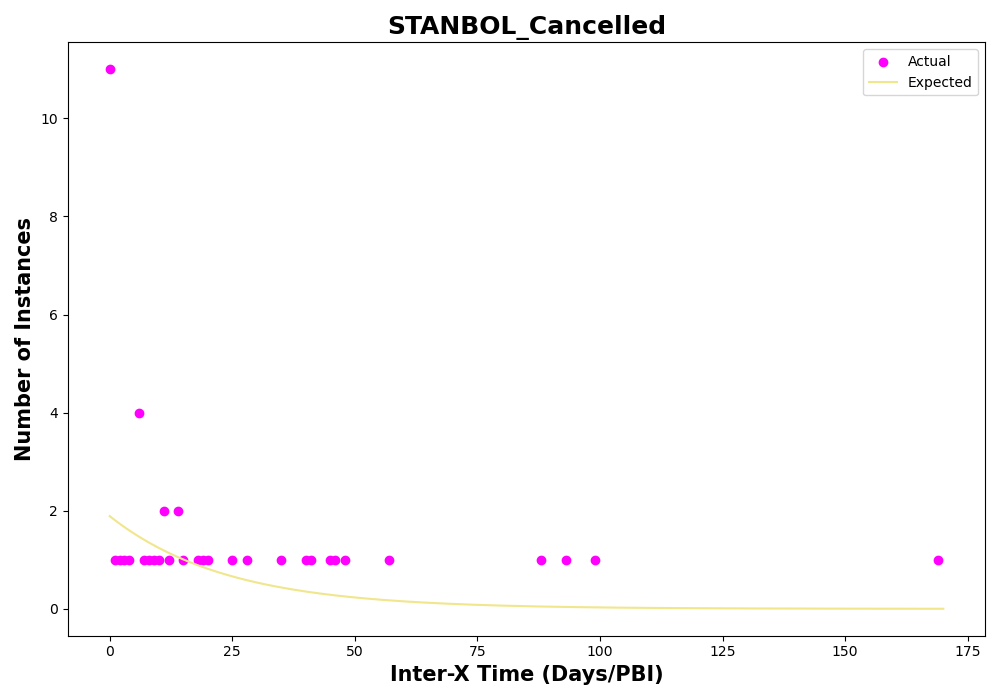 STANBOL_Cancelled
Actual
Expected
Number of Instances
10
8
6
4
2
0
0
25
50
75
100
125
150
175
Inter-X Time (Days/PBI)